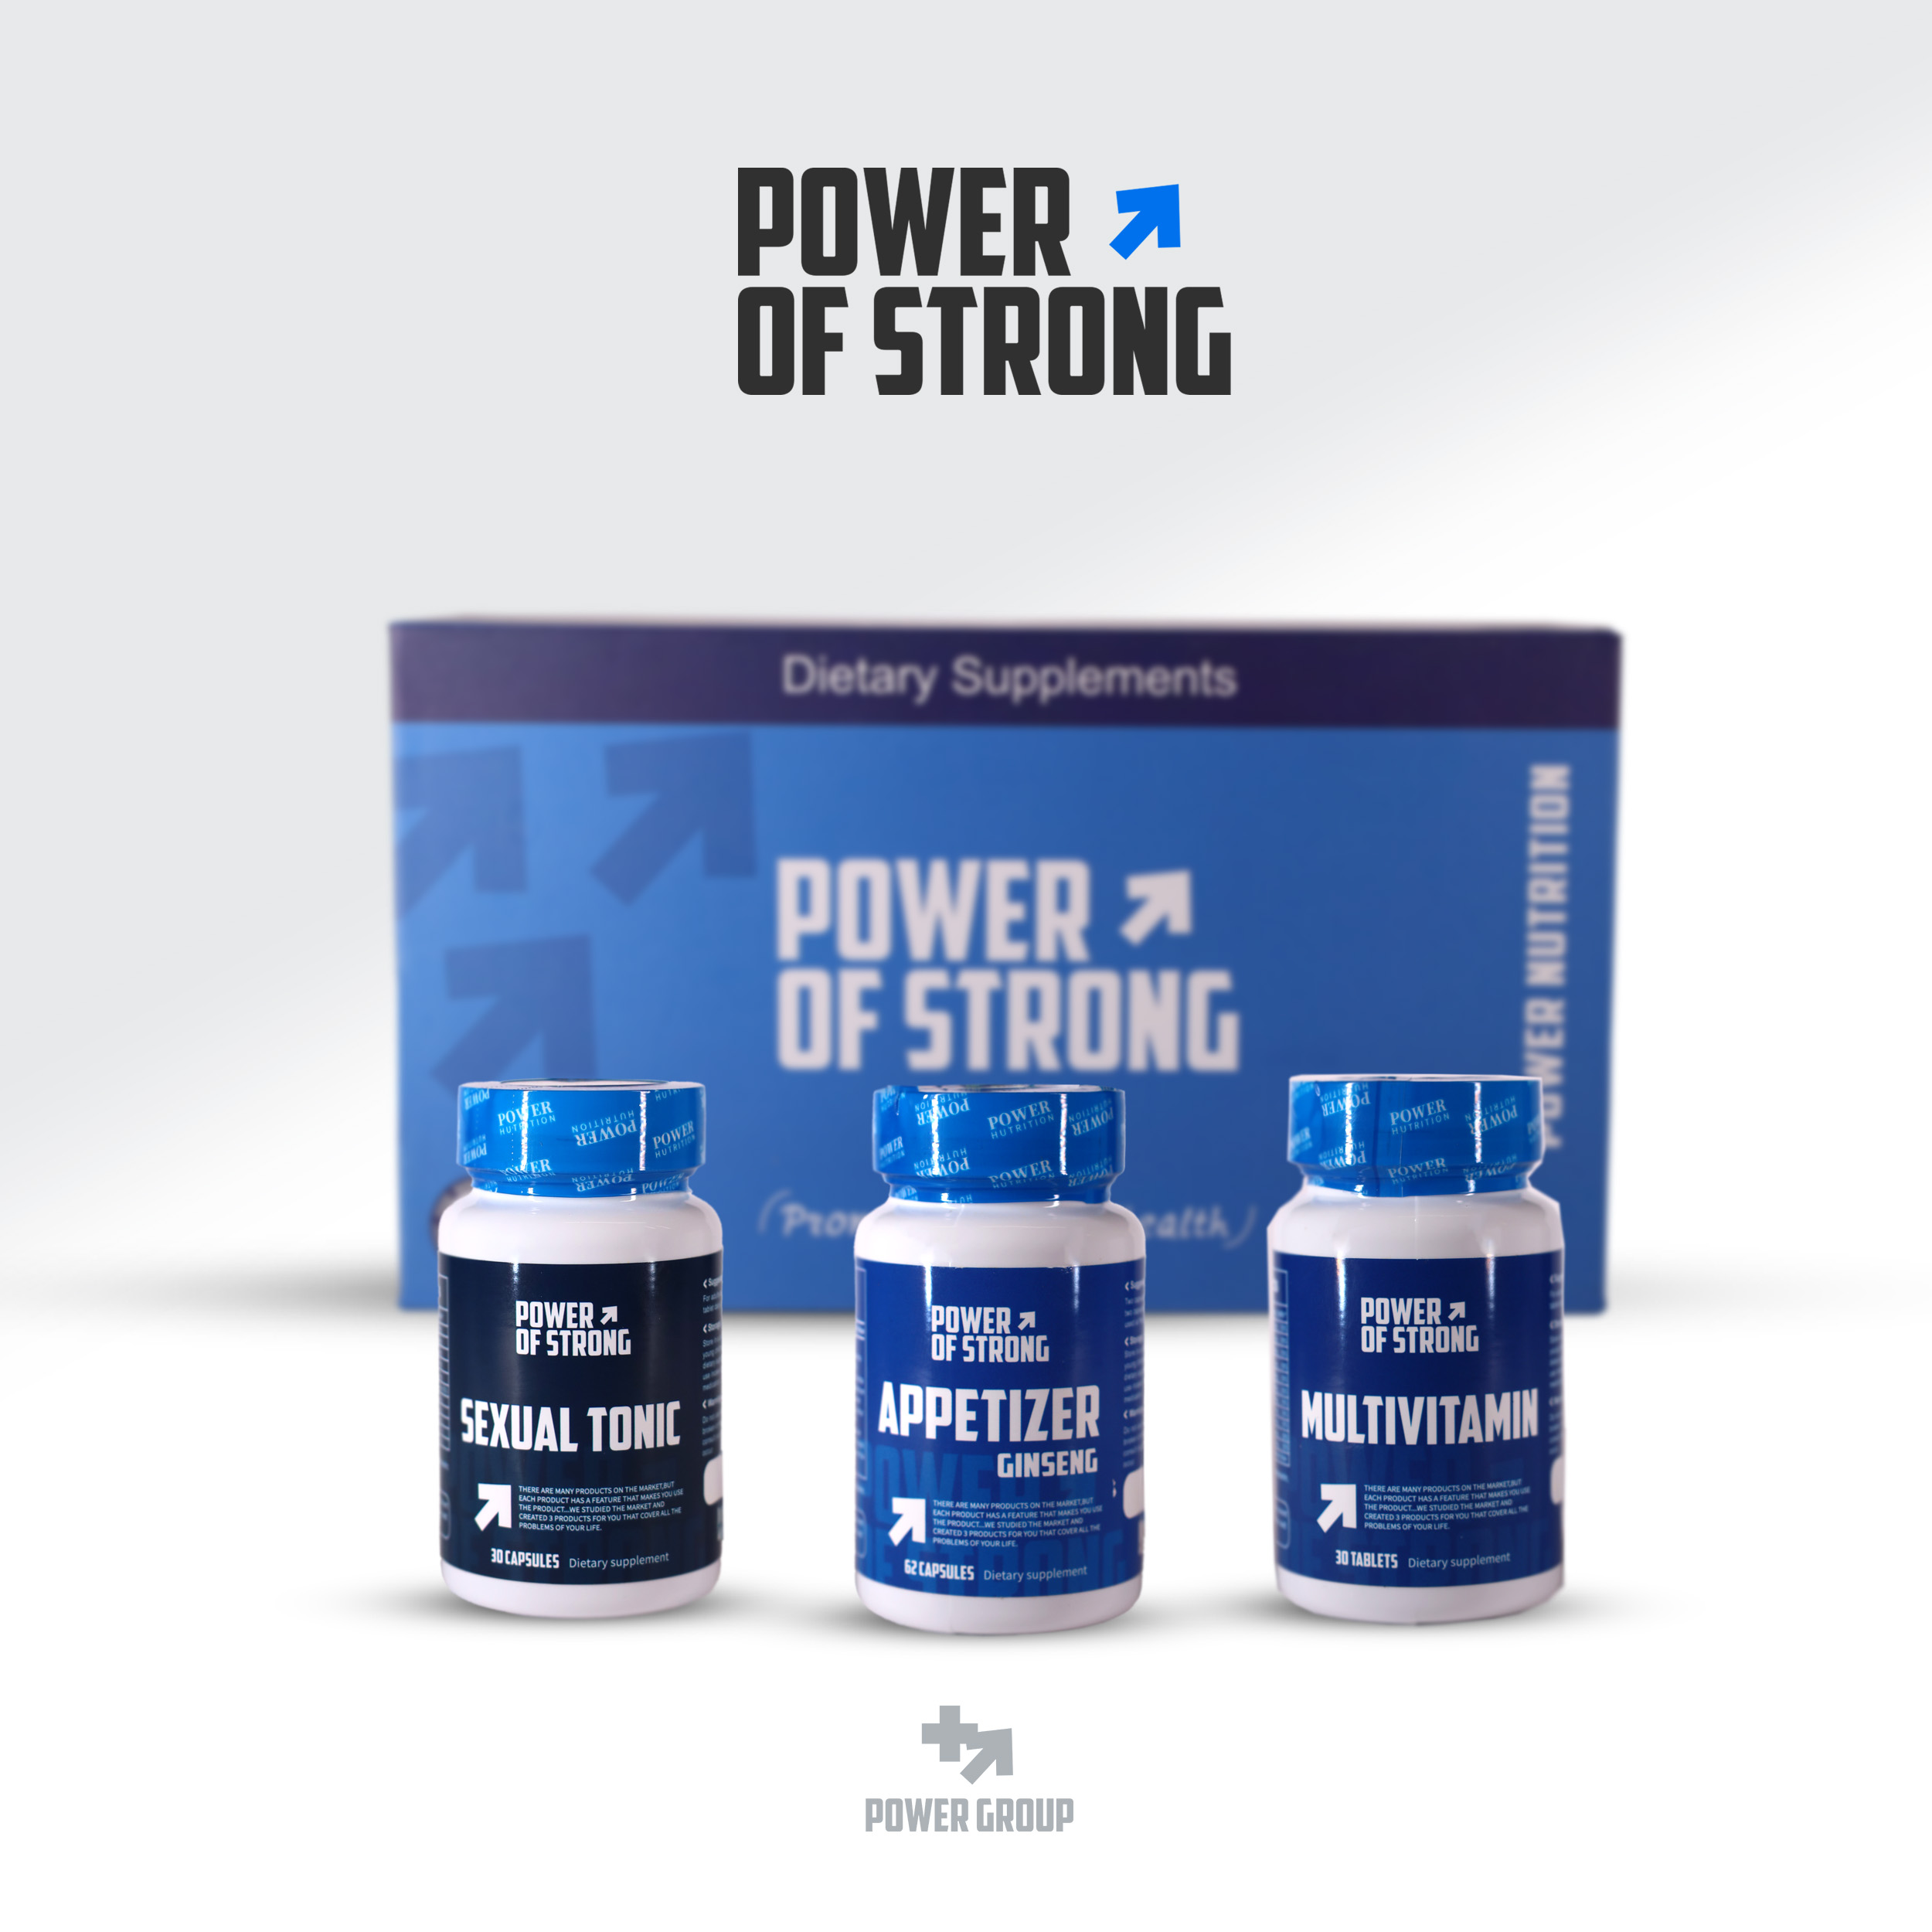 POWER
OF STRONG
Dietary Supplements
POWER
OF STRONG
POWER NUTRITION
POWER
NUTRITION
POWER
NUTRITION
POWER
NUTRITION
POWER
OF STRONG
SEXUAL TONIC
THERE ARE MANY PRODUCTS ON THE MARKET,BUT
EACH PRODUCT HAS A FEATURE THAT MAKES YOU USE
THE PRODUCT...WE STUDIED THE MARKET AND
CREATED 3 PRODUCTS FOR YOU THAT COVER ALL THE
PROBLEMS OF YOUR LIFE.
30 CAPSULES Dietary supplement
POWER
OF STRONG
APPETIZER
GINSENG
THERE ARE MANY PRODUCTS ON THE MARKET,BUT
EACH PRODUCT HAS A FEATURE THAT MAKES YOU USE
THE PRODUCT...WE STUDIED THE MARKET AND
CREATED 3 PRODUCTS FOR YOU THAT COVER ALL THE
PROBLEMS OF YOUR LIFE.
62 CAPSULES Dietary supplement
POWER
OF STRONG
MULTIVITAMIN
THERE ARE MANY PRODUCTS ON THE MARKET,BUT
EACH PRODUCT HAS A FEATURE THAT MAKES YOU USE
THE PRODUCT...WE STUDIED THE MARKET AND
CREATED 3 PRODUCTS FOR YOU THAT COVER ALL THE
PROBLEMS OF YOUR LIFE.
30 TABLETS Dietary supplement
POWER GROUP